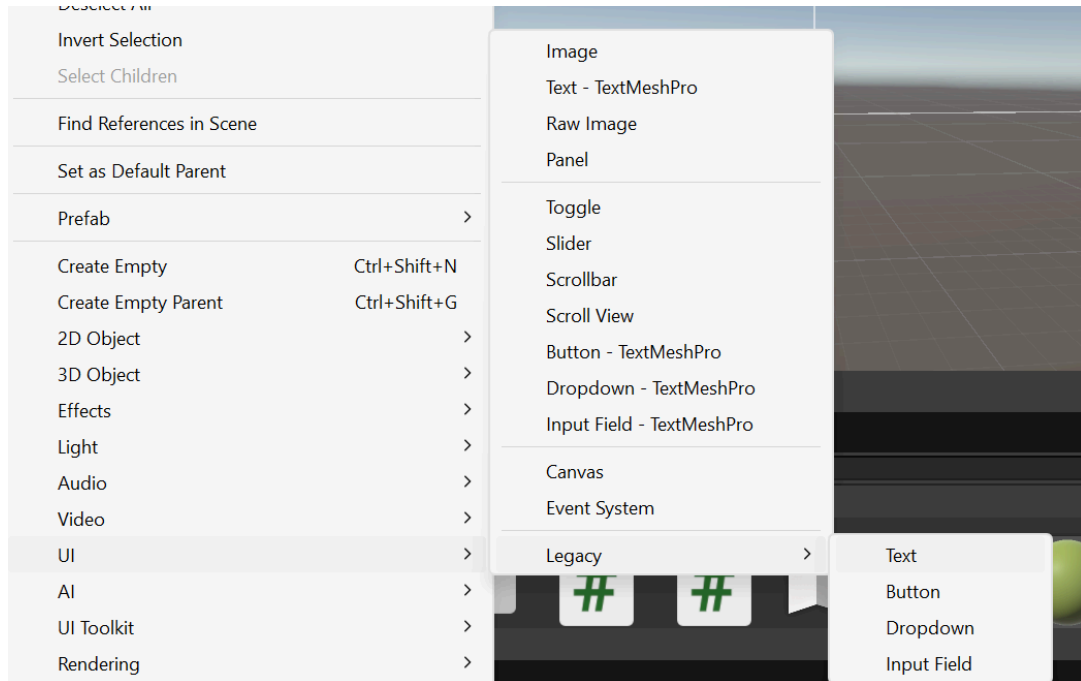 Deselect All
Invert Selection
Select Children
Find References in Scene
Set as Default Parent
Prefab
Create Empty Ctrl+Shift+N
Create Empty Parent Ctrl+Shift+G
2D Object
3D Object
Effects
Light
Audio
Video
UI
AI
UI Toolkit
Rendering
Image
Text - TextMeshPro
Raw Image
Panel
Toggle
Slider
Scrollbar
Scroll View
Button - TextMeshPro
Dropdown - TextMeshPro
Input Field - TextMeshPro
Canvas
Event System
Legacy
# #
Text
Button
Dropdown
Input Field